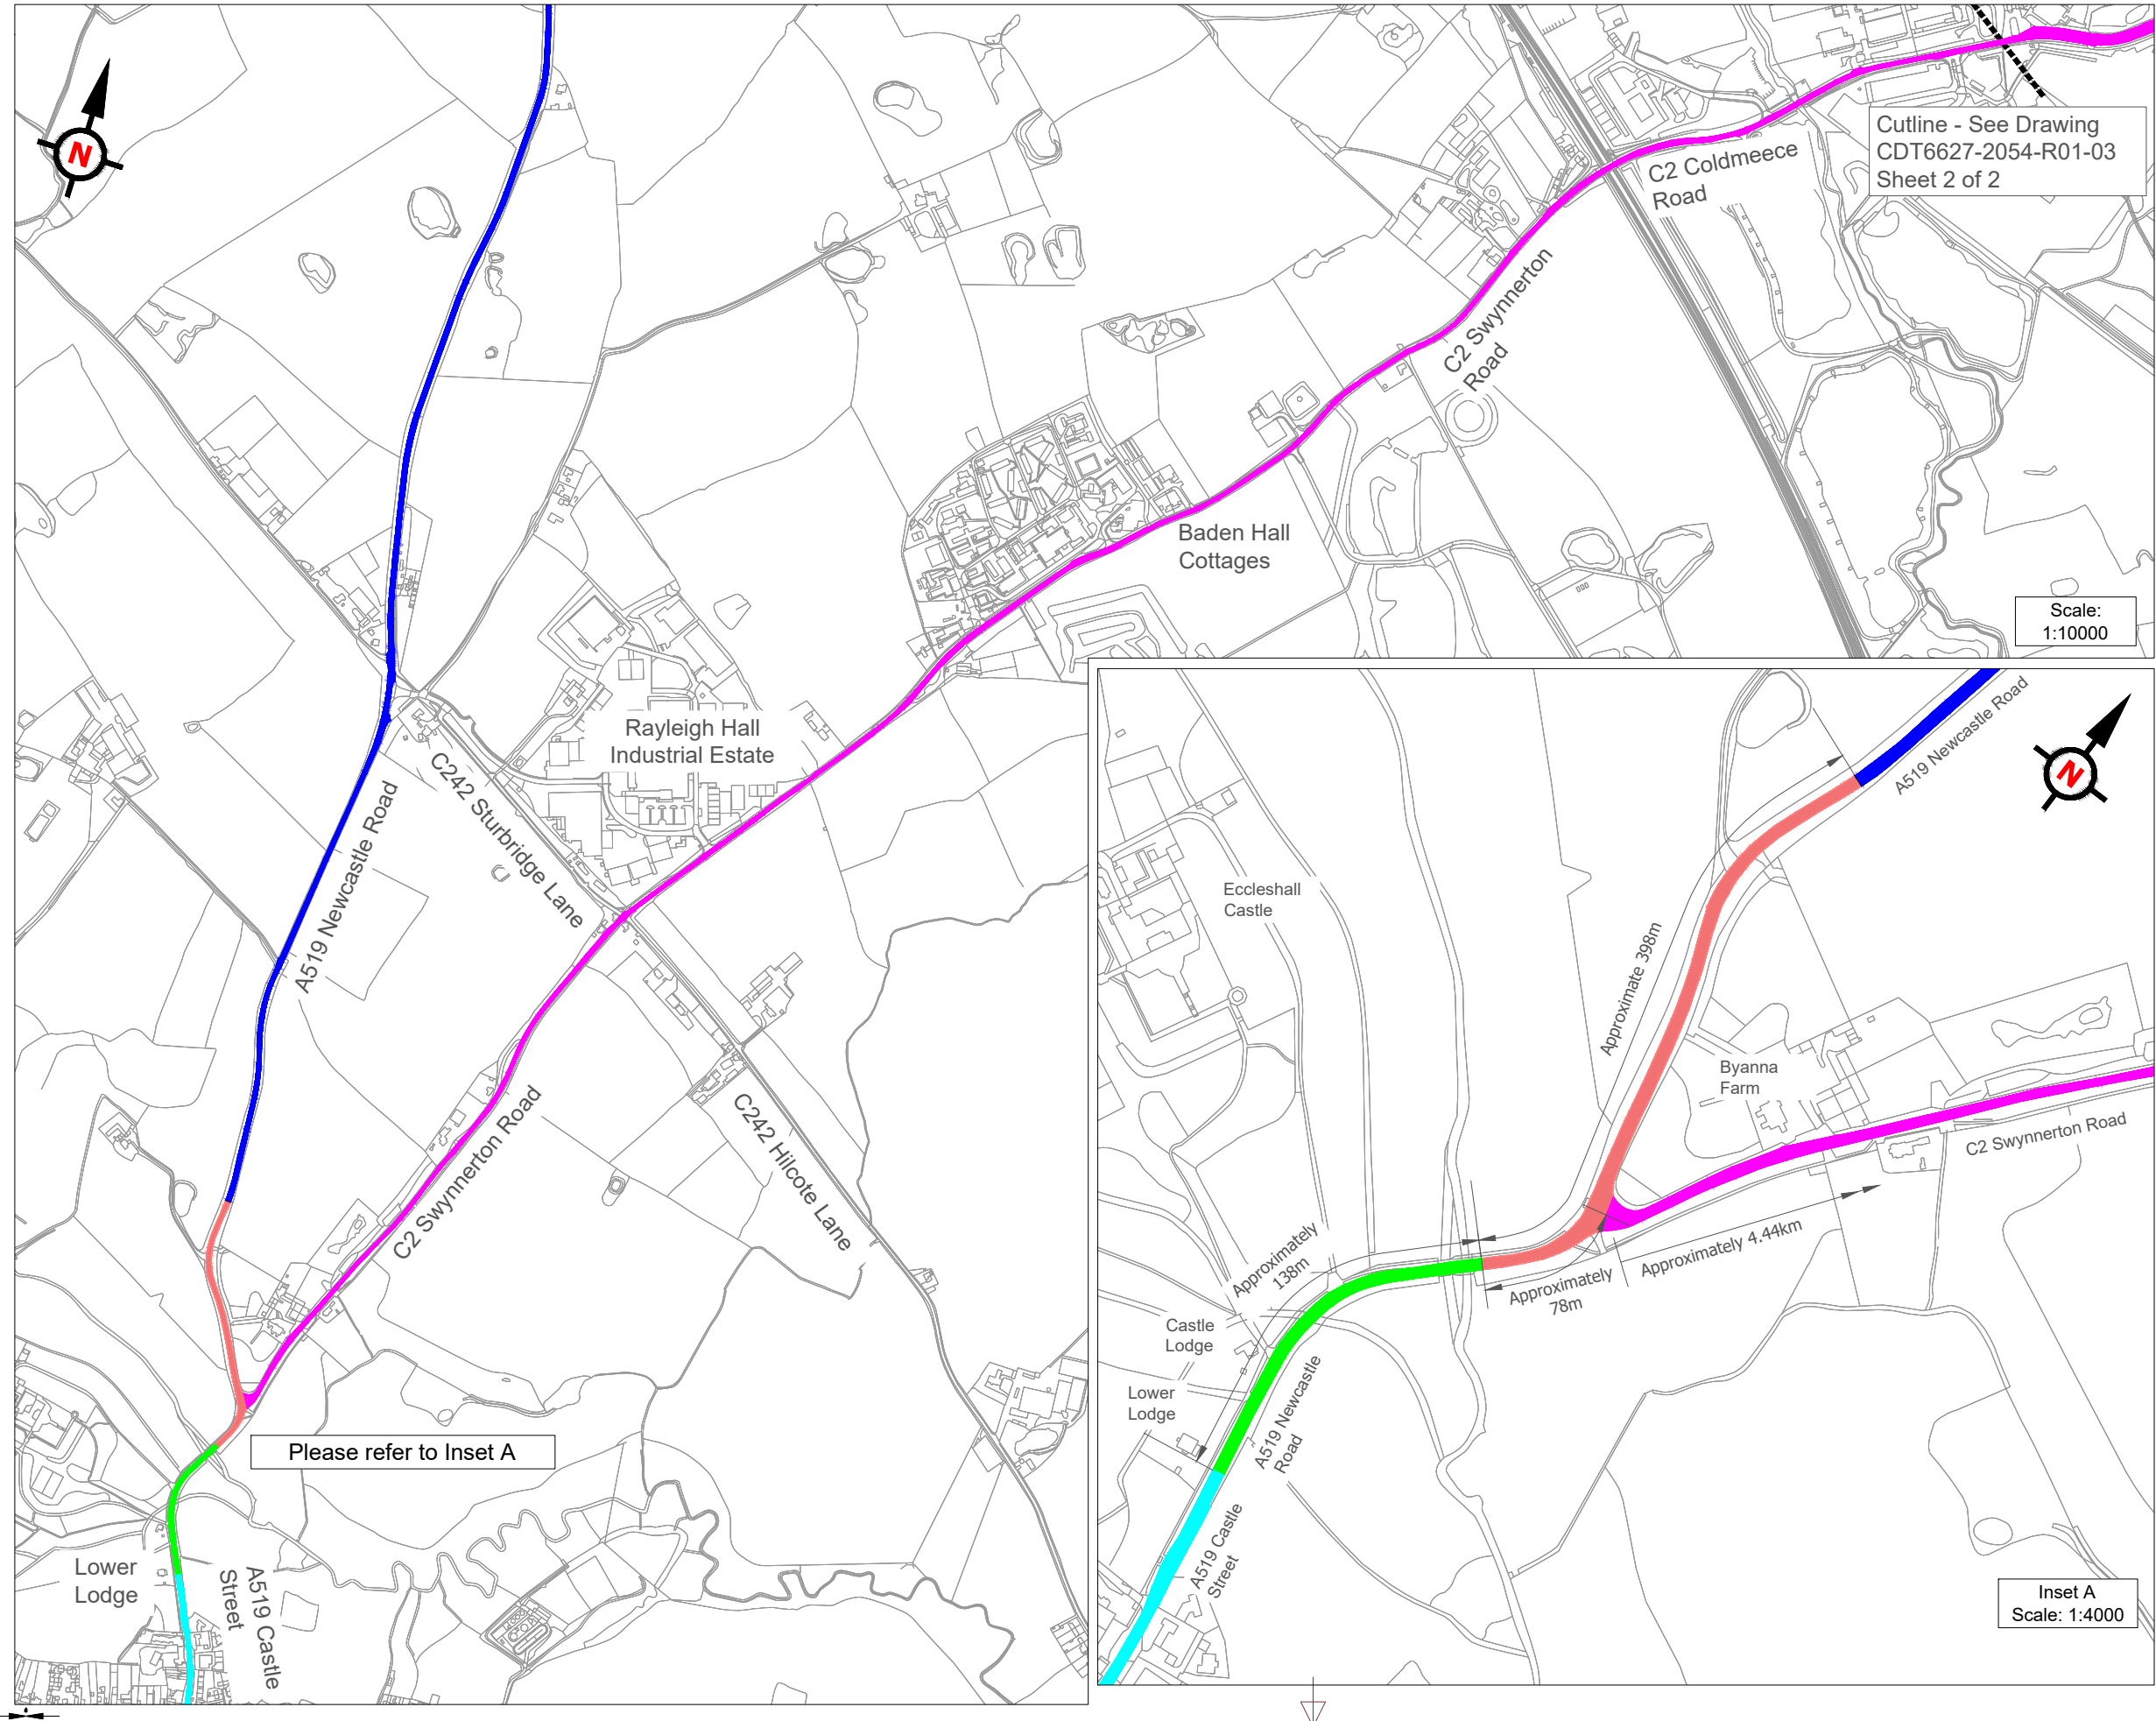 N
Cutline - See Drawing
CDT6627-2054-R01-03
Sheet 2 of 2
C2 Coldmeece
Road
C2 Swynnerton
Road
Baden Hall
Cottages
Scale:
1:10000
Rayleigh Hall
Industrial Estate
C242 Sturbridge Lane
A519 Newcastle Road
C2 Swynnerton Road
C242 Hilcote Lane
Please refer to Inset A
Lower
Lodge
A519 Castle
Street
A519 Newcastle Road
N
Eccleshall
Castle
Approximate 398m
Byanna
Farm
C2 Swynnerton Road
Approximately 4.44km
Approximately
78m
Approximately
138m
Castle
Lodge
Lower
Lodge
A519 Newcastle
Road
A519 Castle
Street
Inset A
Scale: 1:4000